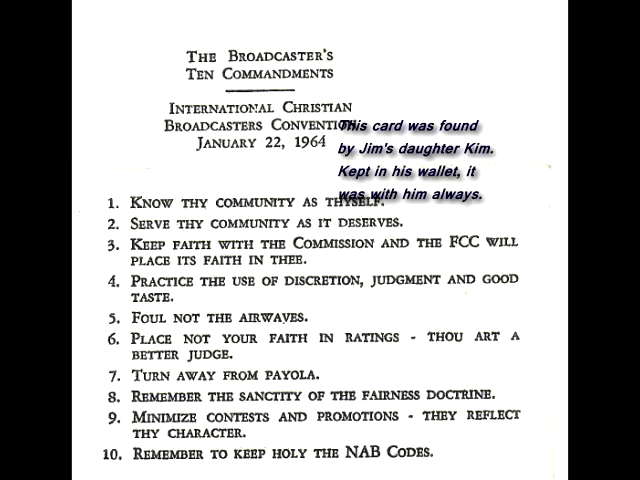 THE BROADCASTER'S
TEN COMMANDMENTS
INTERNATIONAL CHRISTIAN
BROADCASTERS CONVENTION
JANUARY 22, 1964
This card was found
by Jim's daughter Kim.
Kept in his wallet, it
was with him always.
1. KNOW THY COMMUNITY AS THYSELF.
2. SERVE THY COMMUNITY AS IT DESERVES.
3. KEEP FAITH WITH THE COMMISSION AND THE FCC WILL
PLACE ITS FAITH IN THEE.
4. PRACTICE THE USE OF DISCRETION, JUDGMENT AND GOOD
TASTE.
5. FOUL NOT THE AIRWAVES.
6. PLACE NOT YOUR FAITH IN RATINGS - THOU ART A
BETTER JUDGE.
7. TURN AWAY FROM PAYOLA.
8. REMEMBER THE SANCTITY OF THE FAIRNESS DOCTRINE.
9. MINIMIZE CONTESTS AND PROMOTIONS - THEY REFLECT
THY CHARACTER.
10. REMEMBER TO KEEP HOLY THE NAB CODES.